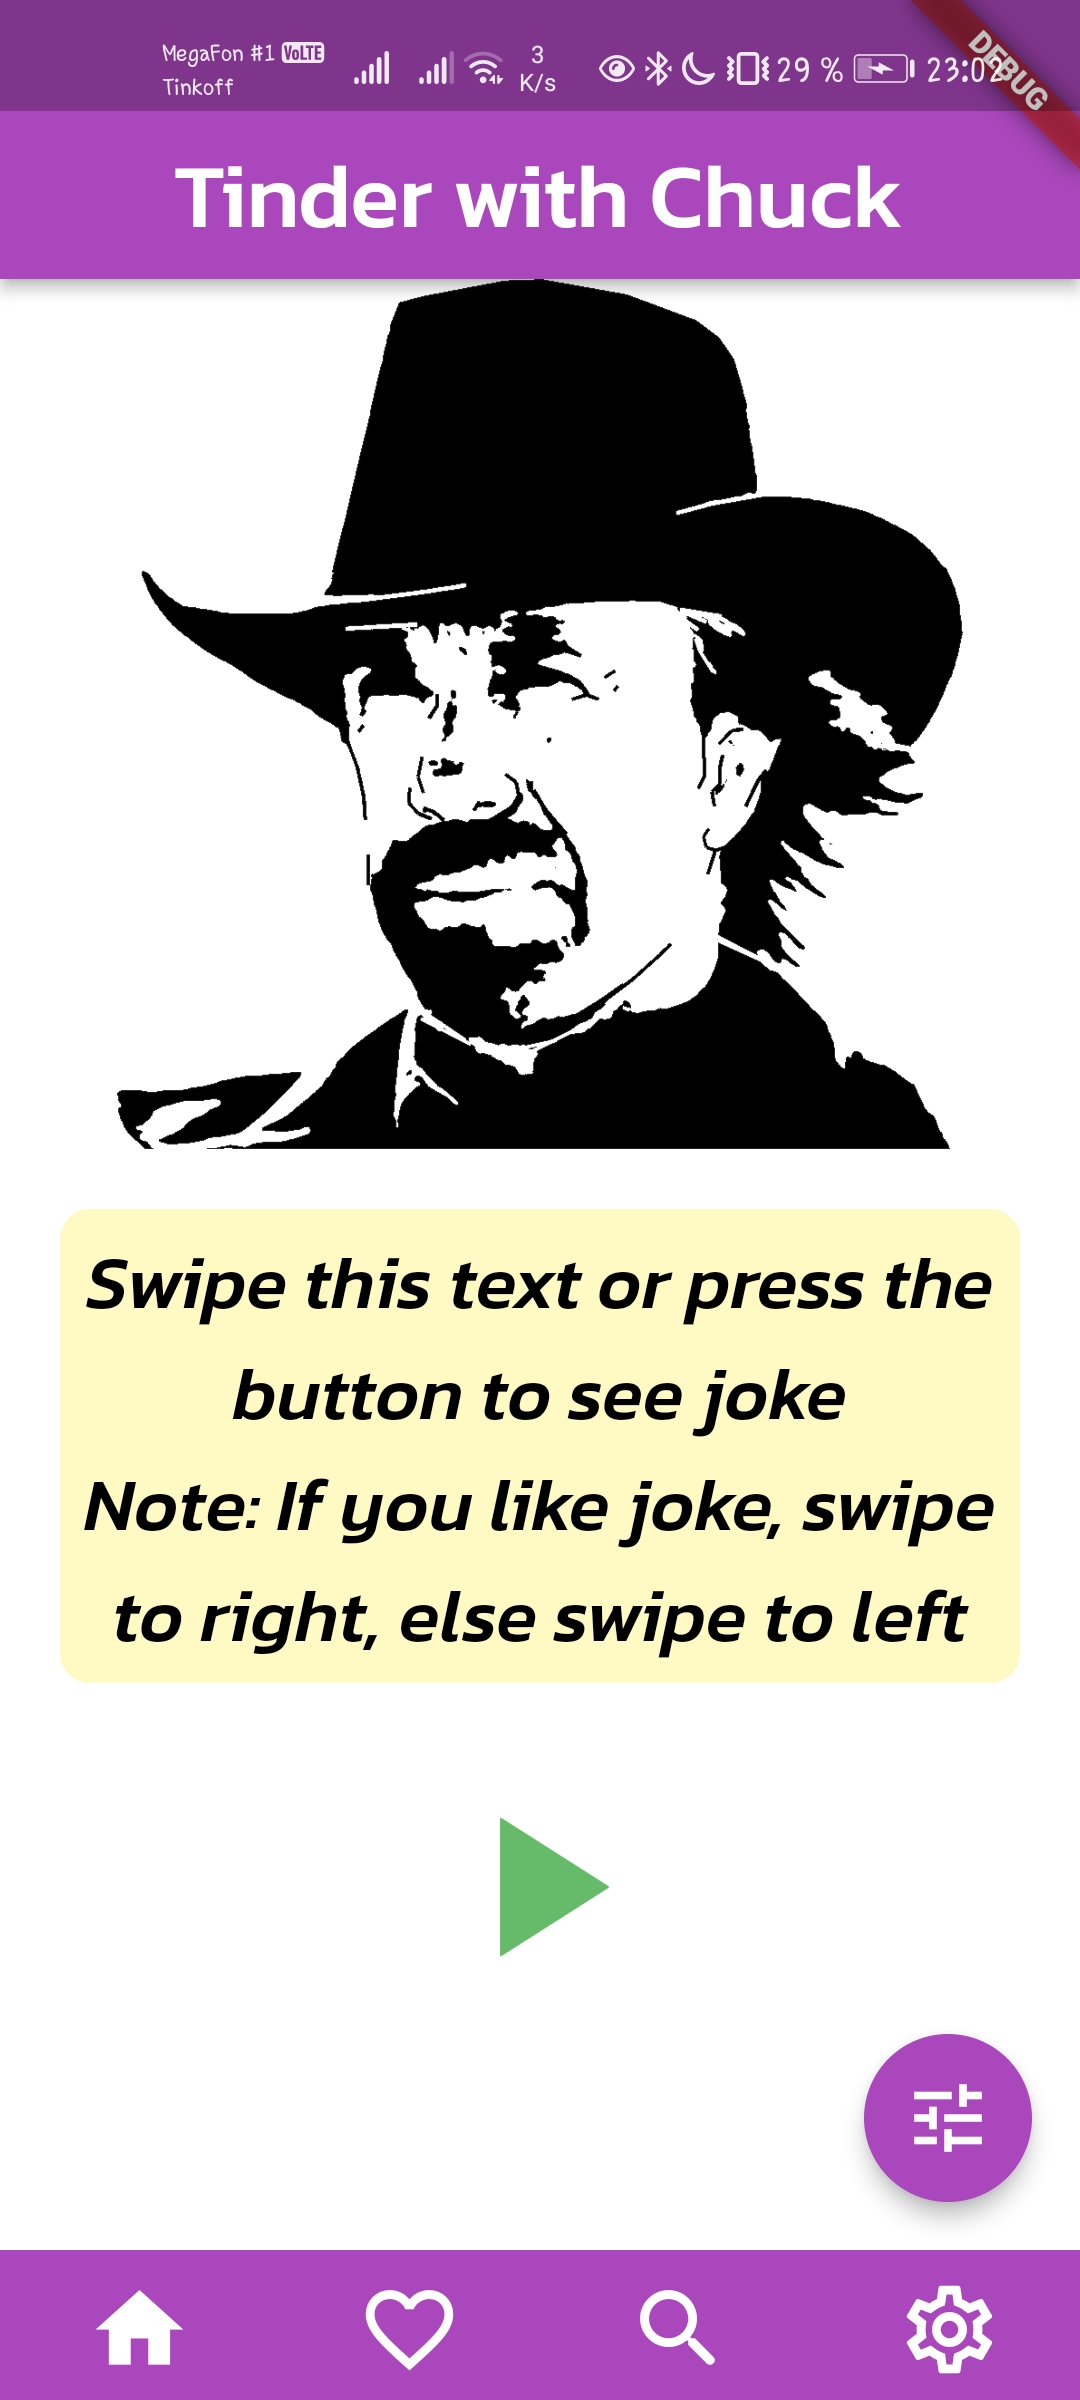 MegaFon #1 VoLTE
Tinkoff
3
K/s
29 %
23:02
DEBUG
Tinder with Chuck
Swipe this text or press the
button to see joke
Note: If you like joke, swipe
to right, else swipe to left